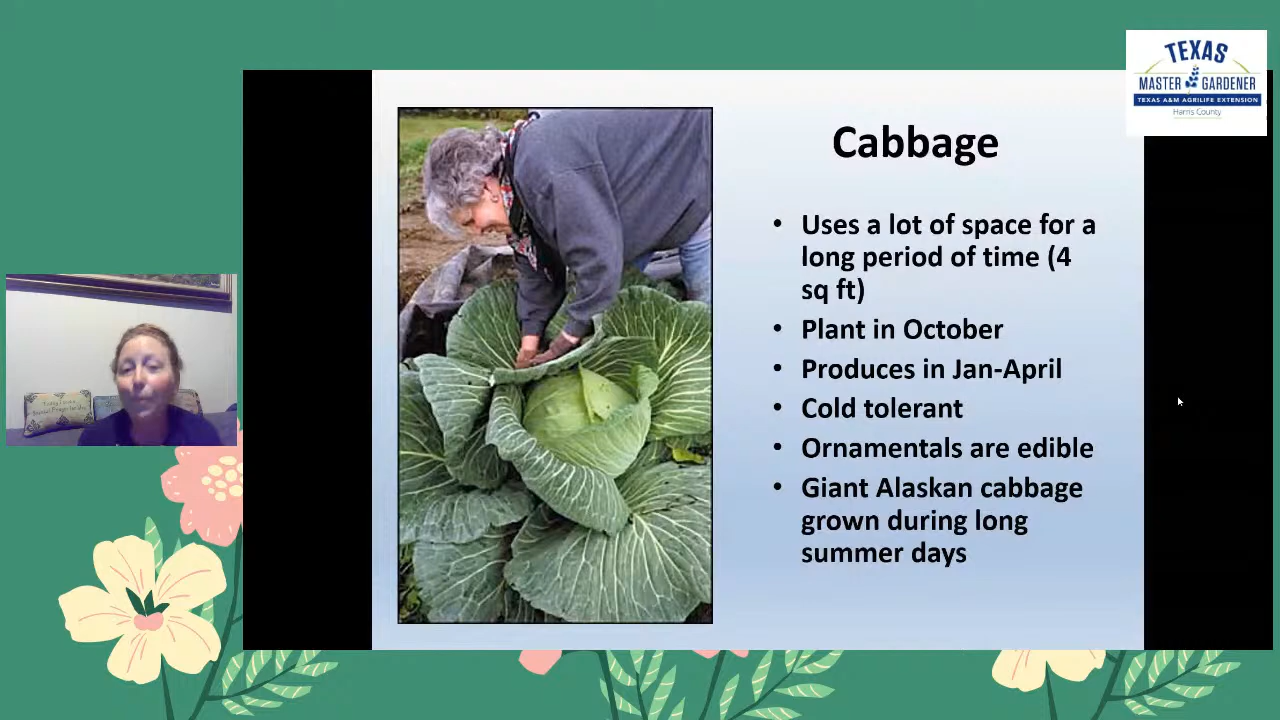 TEXAS
MASTER GARDENER
TEXAS A&M AGRILIFE EXTENSION
Harris County
Cabbage
• Uses a lot of space for a
long period of time (4
sq ft)
• Plant in October
• Produces in Jan-April
• Cold tolerant
• Ornamentals are edible
• Giant Alaskan cabbage
grown during long
summer days